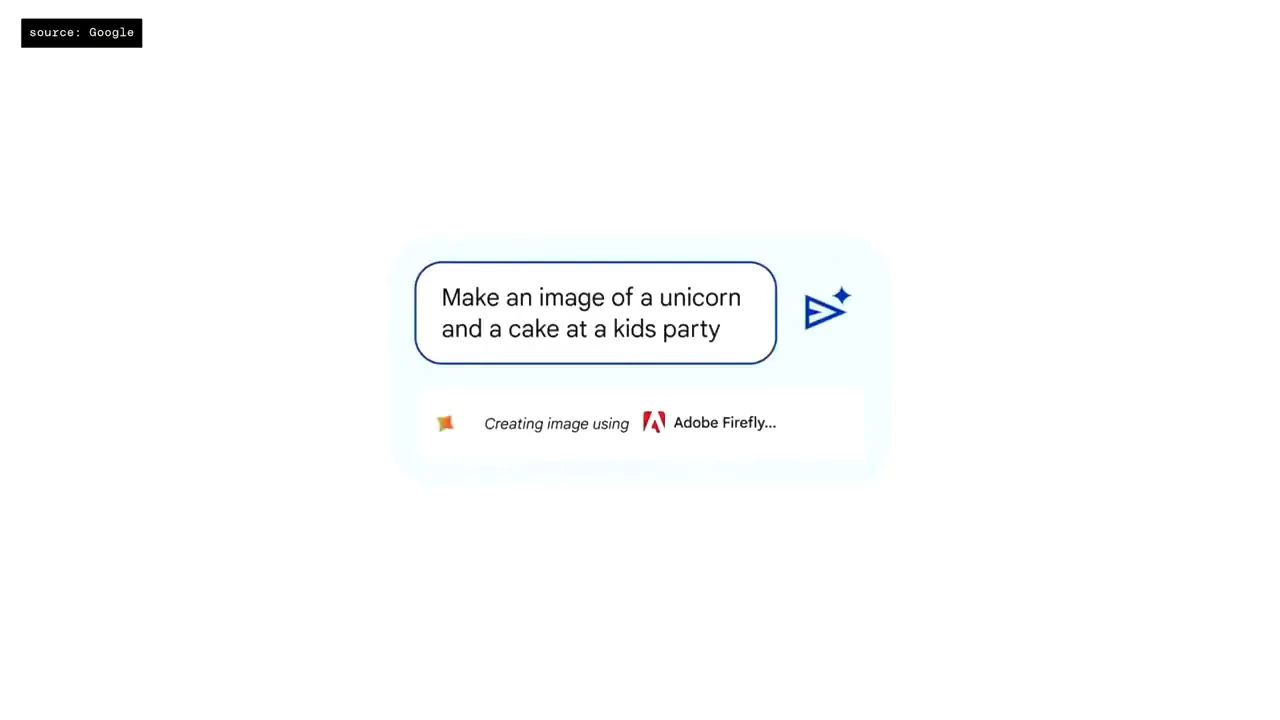 source: Google
Make an image of a unicorn
and a cake at a kids party
Creating image using Adobe Firefly...